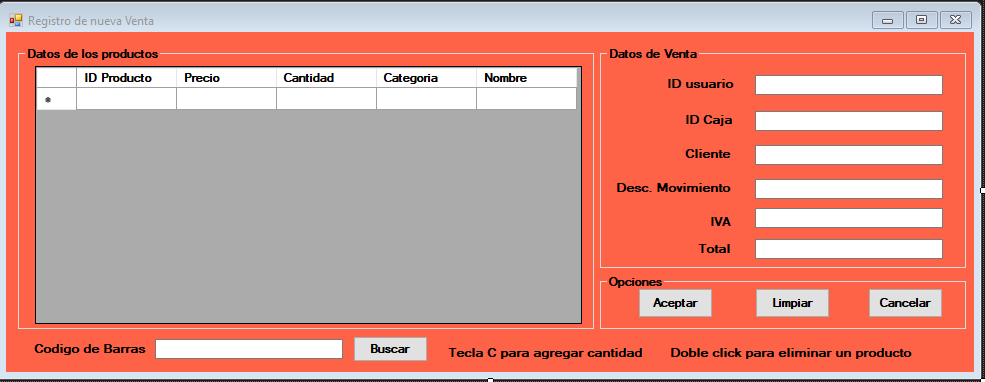 Registro de nueva Venta
Datos de los productos
ID Producto Precio Cantidad Categoria Nombre
*
Datos de Venta
ID usuario
ID Caja
Cliente
Desc. Movimiento
IVA
Total
Opciones
Aceptar Limpiar Cancelar
Codigo de Barras Buscar Tecla C para agregar cantidad Doble click para eliminar un producto